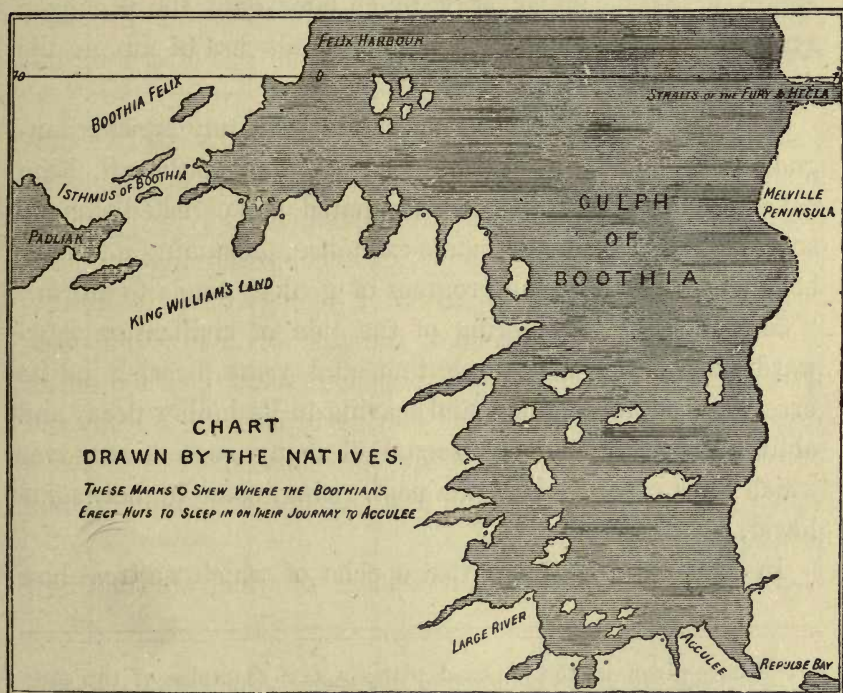 FELIX HARBOUR
70
0
70
STRAITS OF THE FURY & HECLA
BOOTHIA FELIX
ISTHMUS OF BOOTHIA
PADLIAK
KING WILLIAM'S LAND
GULPH
OF
BOOTHIA
MELVILLE
PENINSULA
CHART
DRAWN BY THE NATIVES.
THESE MARKS O SHEW WHERE THE BOOTHIANS
ERECT HUTS TO SLEEP IN ON THEIR JOURNAY TO ACCULEE
LARGE RIVER
ACCULEE
REPULSE BAY